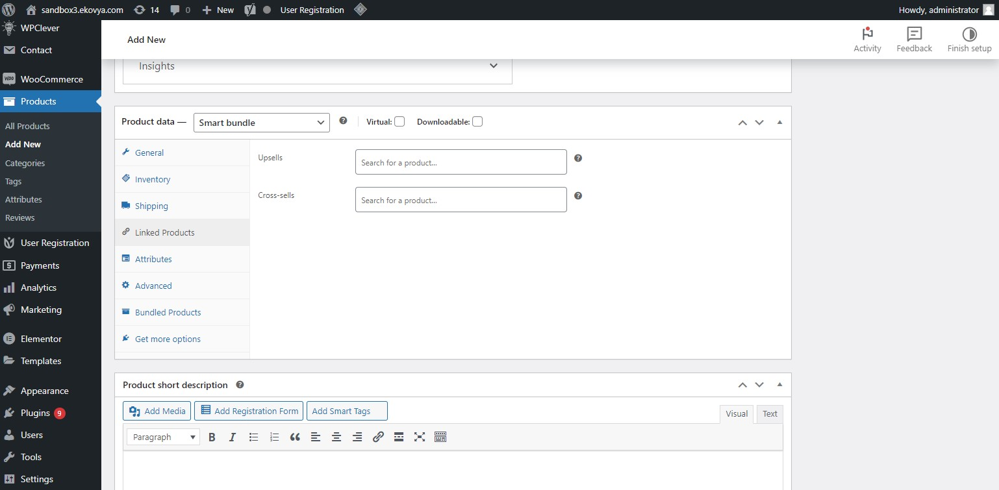 sandbox3.ekovya.com 14 0 New User Registration Howdy, administrator
WPClever
Contact
WooCommerce
Products
All Products
Add New
Categories
Tags
Attributes
Reviews
User Registration
Payments
Analytics
Marketing
Elementor
Templates
Appearance
Plugins 9
Users
Tools
Settings
Add New
Activity
Feedback
Finish setup
Insights
Product data — Smart bundle Virtual: Downloadable:
General
Inventory
Shipping
Linked Products
Attributes
Advanced
Bundled Products
Get more options
Upsells Search for a product...
Cross-sells Search for a product...
Product short description
Add Media Add Registration Form Add Smart Tags
Visual Text
Paragraph